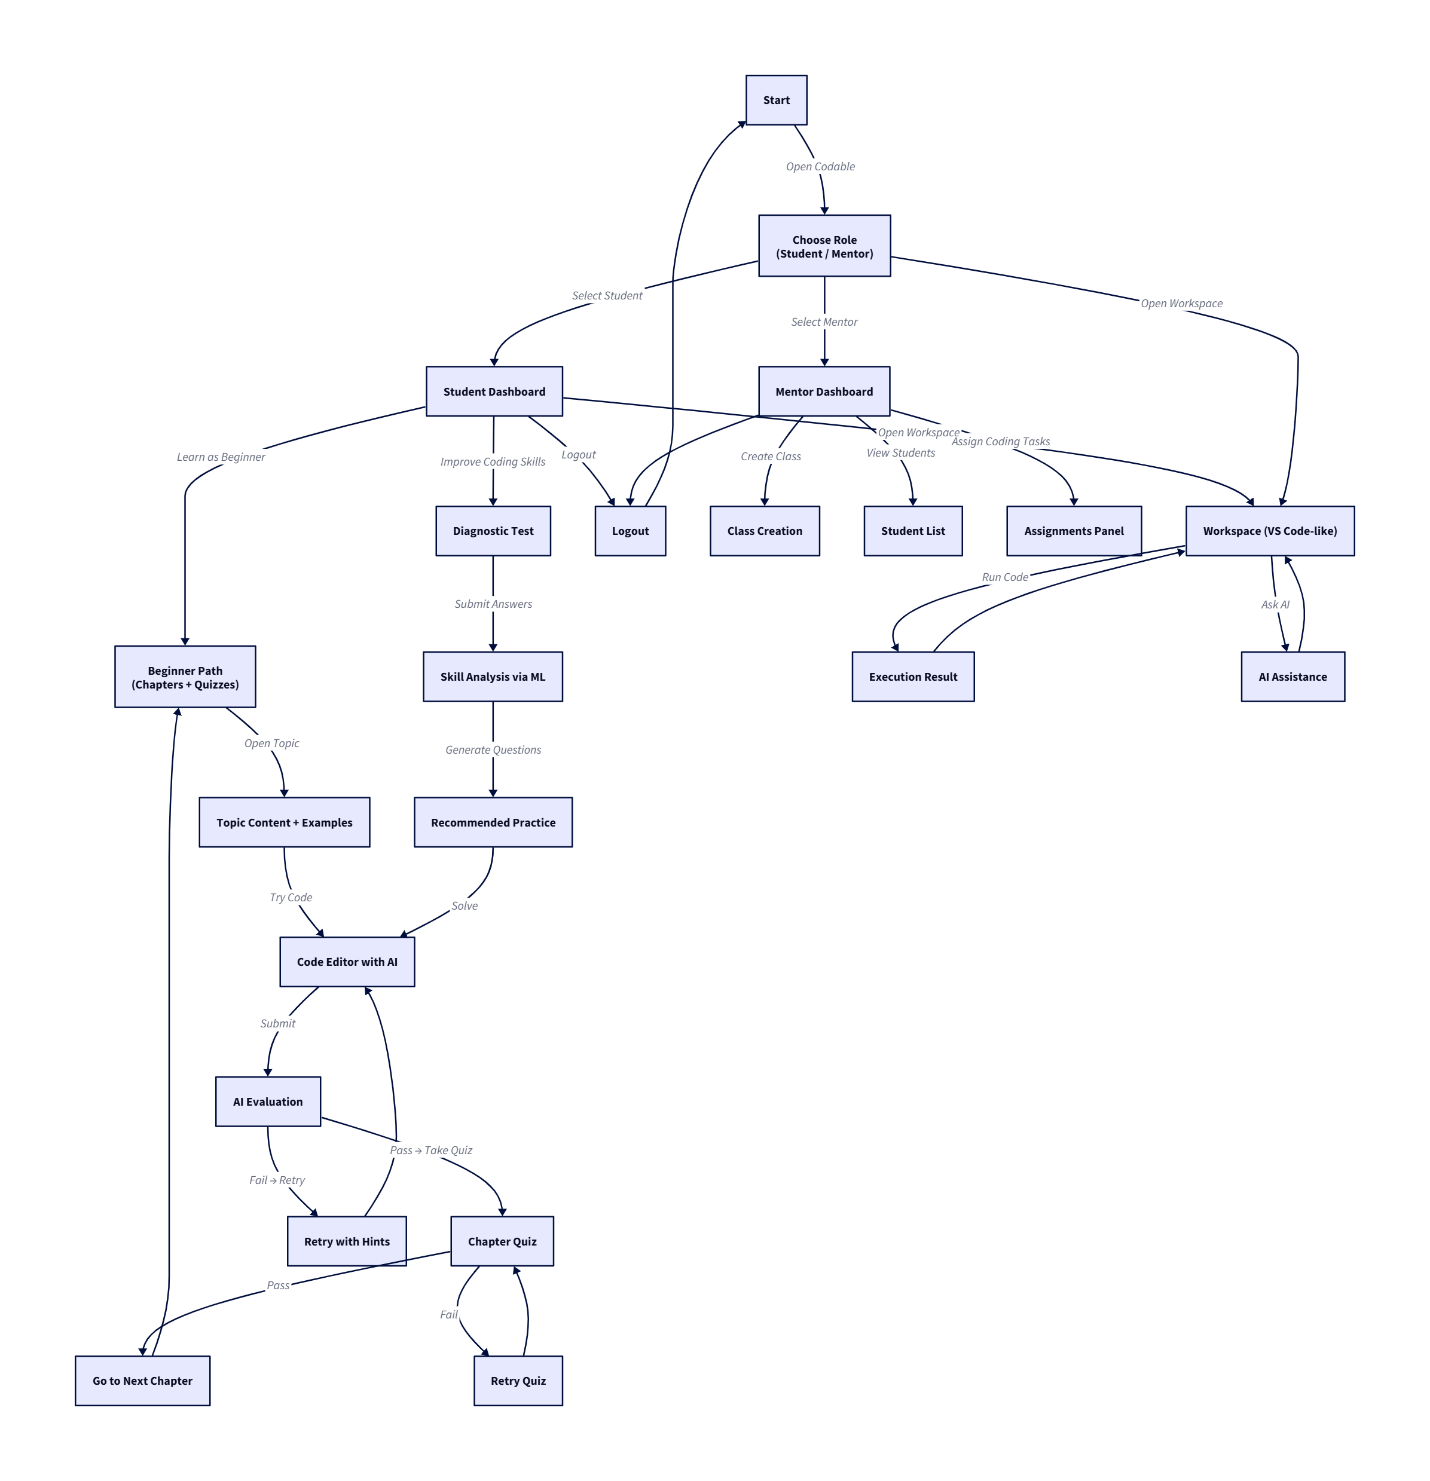 Start
Open Codable
Choose Role
(Student / Mentor)
Select Student
Select Mentor
Open Workspace
Student Dashboard
Mentor Dashboard
Learn as Beginner
Improve Coding Skills
Logout
Create Class
Open Workspace
View Students
Assign Coding Tasks
Diagnostic Test
Logout
Class Creation
Student List
Assignments Panel
Workspace (VS Code-like)
Submit Answers
Run Code
Ask AI
Beginner Path
(Chapters + Quizzes)
Skill Analysis via ML
Execution Result
AI Assistance
Open Topic
Generate Questions
Topic Content + Examples
Recommended Practice
Try Code
Solve
Code Editor with AI
Submit
AI Evaluation
Pass → Take Quiz
Fail → Retry
Retry with Hints
Chapter Quiz
Pass
Fail
Go to Next Chapter
Retry Quiz